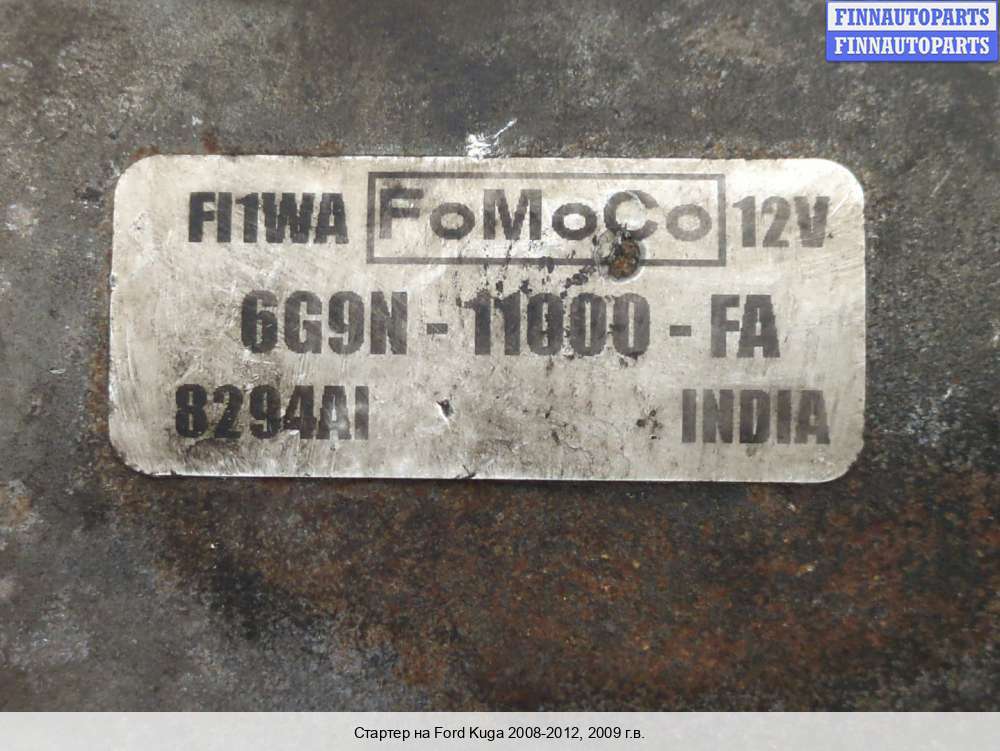 FINNAUTOPARTS
FINNAUTOPARTS
FI1WA FoMoCo 12V
6G9N - 11000 - FA
8294AI INDIA
Стартер на Ford Kuga 2008-2012, 2009 г.в.